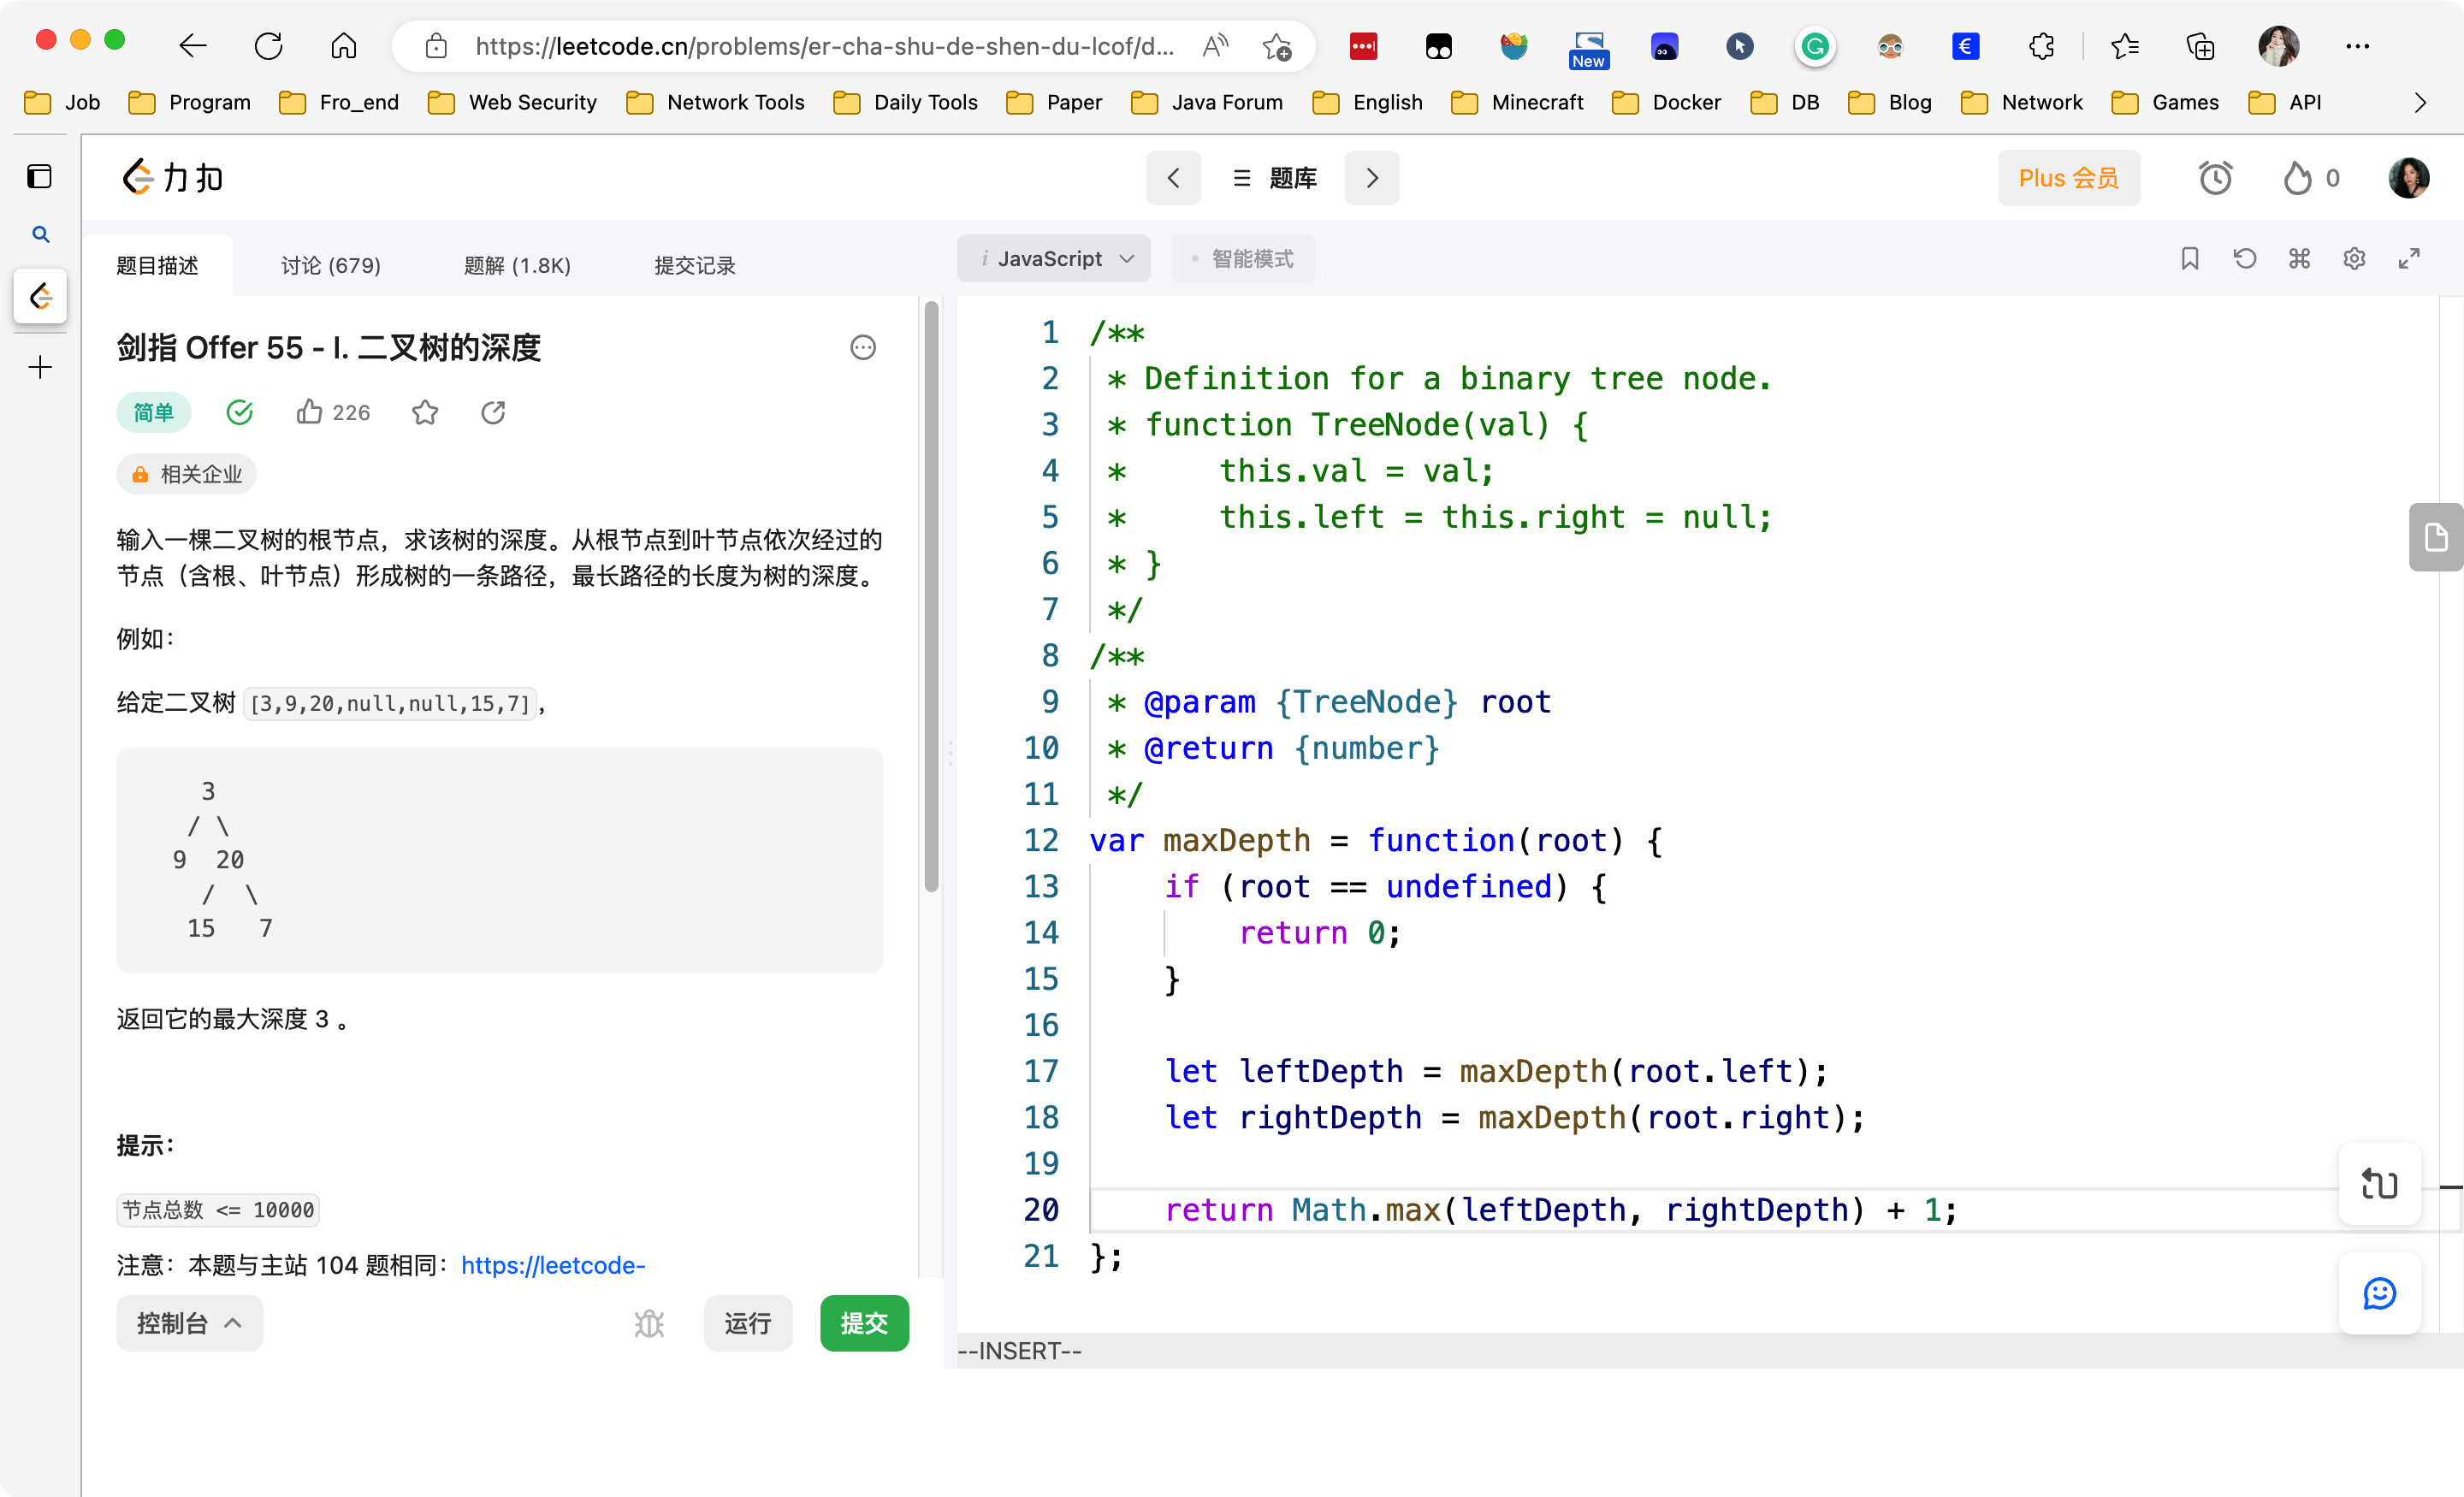 https://leetcode.cn/problems/er-cha-shu-de-shen-du-lcof/d...
New
Job Program Fro_end Web Security Network Tools Daily Tools Paper Java Forum English Minecraft Docker DB Blog Network Games API
力扣
题库
Plus 会员
0
题目描述 讨论 (679) 题解 (1.8K) 提交记录
剑指 Offer 55 - I. 二叉树的深度
简单 226
相关企业
输入一棵二叉树的根节点，求该树的深度。从根节点到叶节点依次经过的
节点（含根、叶节点）形成树的一条路径，最长路径的长度为树的深度。
例如：
给定二叉树 [3,9,20,null,null,15,7]，
3
/ \
9 20
/ \
15 7
返回它的最大深度 3 。
提示：
节点总数 <= 10000
注意：本题与主站 104 题相同：https://leetcode-
控制台 运行 提交
i JavaScript 智能模式
1 /**
2  * Definition for a binary tree node.
3  * function TreeNode(val) {
4  *     this.val = val;
5  *     this.left = this.right = null;
6  * }
7  */
8 /**
9  * @param {TreeNode} root
10  * @return {number}
11  */
12 var maxDepth = function(root) {
13     if (root == undefined) {
14         return 0;
15     }
16
17     let leftDepth = maxDepth(root.left);
18     let rightDepth = maxDepth(root.right);
19
20     return Math.max(leftDepth, rightDepth) + 1;
21 };
--INSERT--